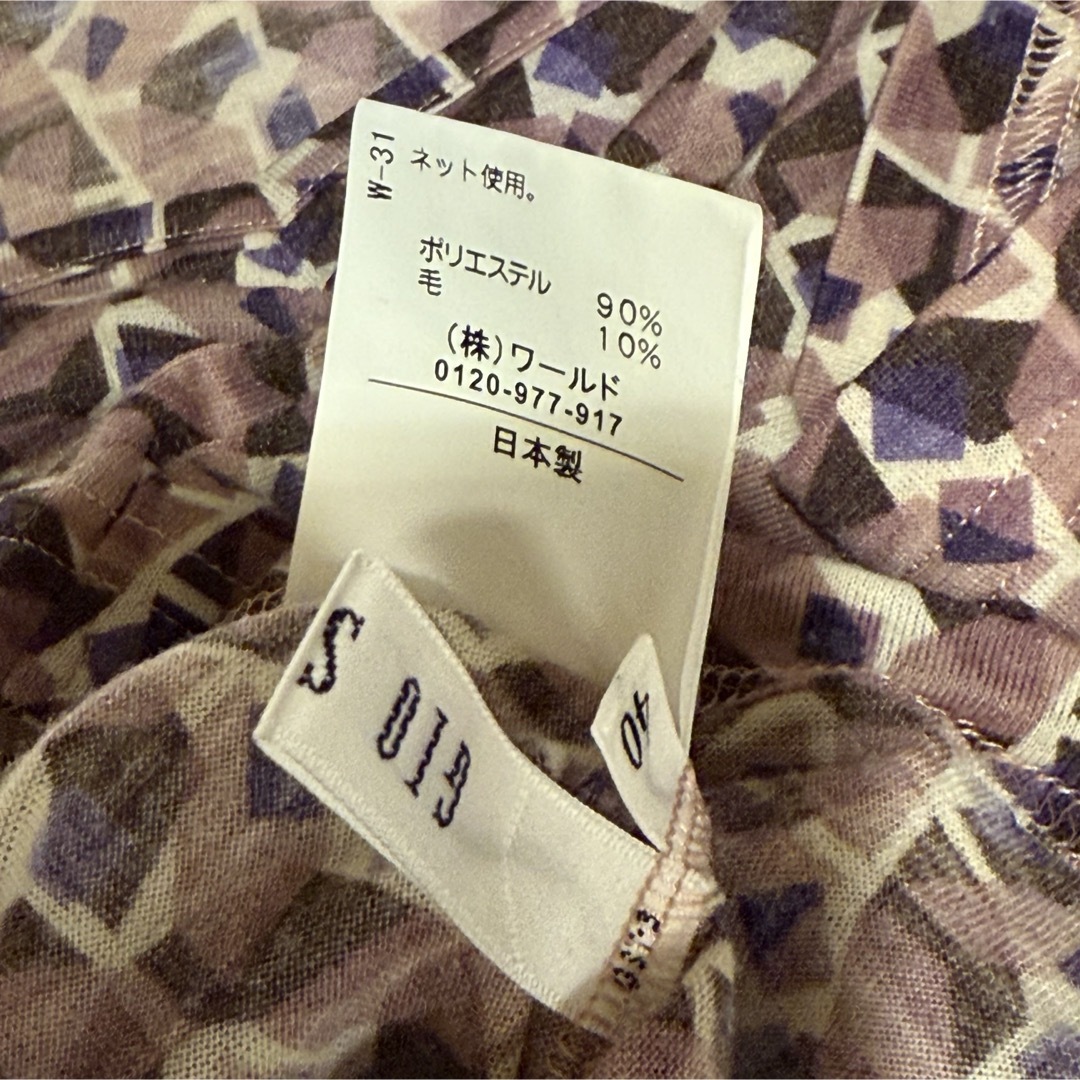 W-31
ネット使用。
ポリエステル 90%
毛 10%
(株)ワールド
0120-977-917
日本製
40